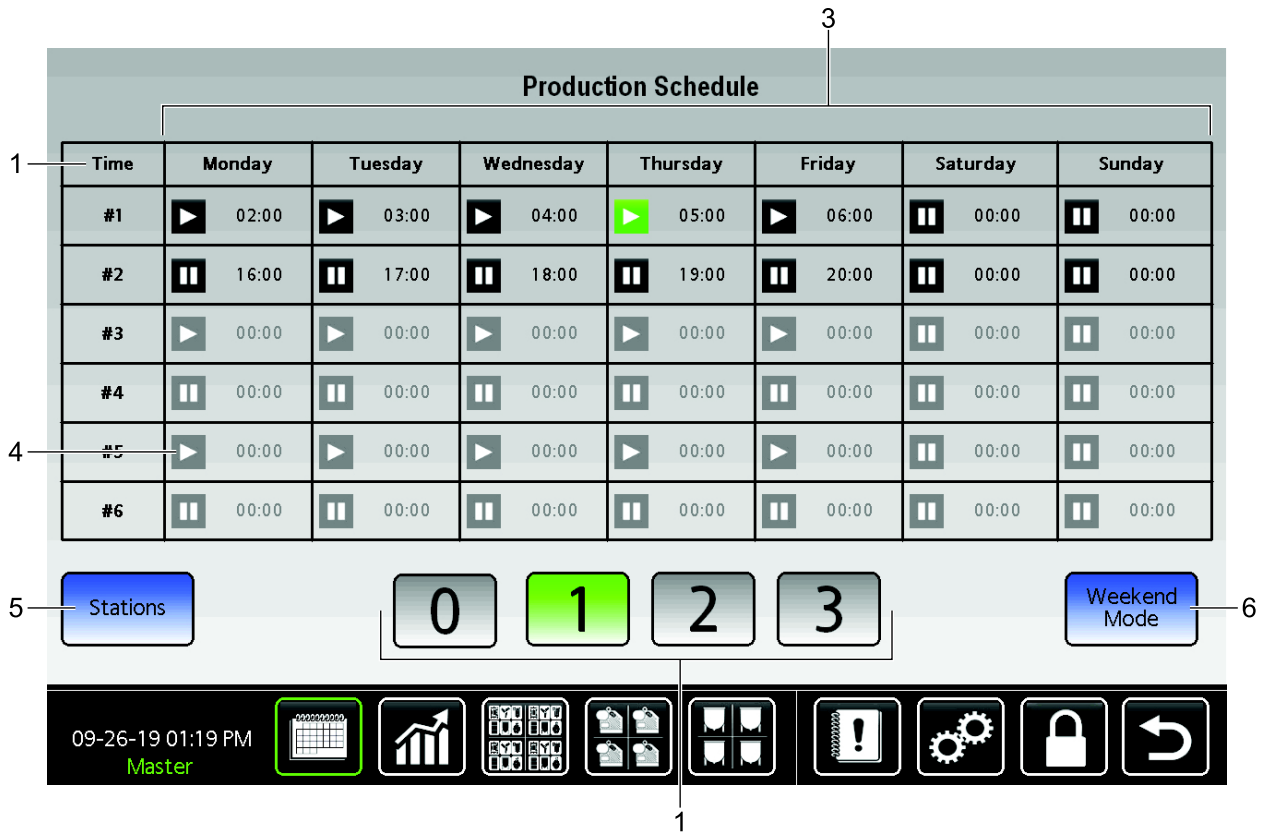 3
Production Schedule
1
Time Monday Tuesday Wednesday Thursday Friday Saturday Sunday
#1 02:00 03:00 04:00 05:00 06:00 00:00 00:00
#2 16:00 17:00 18:00 19:00 20:00 00:00 00:00
#3 00:00 00:00 00:00 00:00 00:00 00:00 00:00
#4 00:00 00:00 00:00 00:00 00:00 00:00 00:00
4 #5 00:00 00:00 00:00 00:00 00:00 00:00 00:00
#6 00:00 00:00 00:00 00:00 00:00 00:00 00:00
5 Stations 0 1 2 3 Weekend
Mode 6
09-26-19 01:19 PM
Master
1